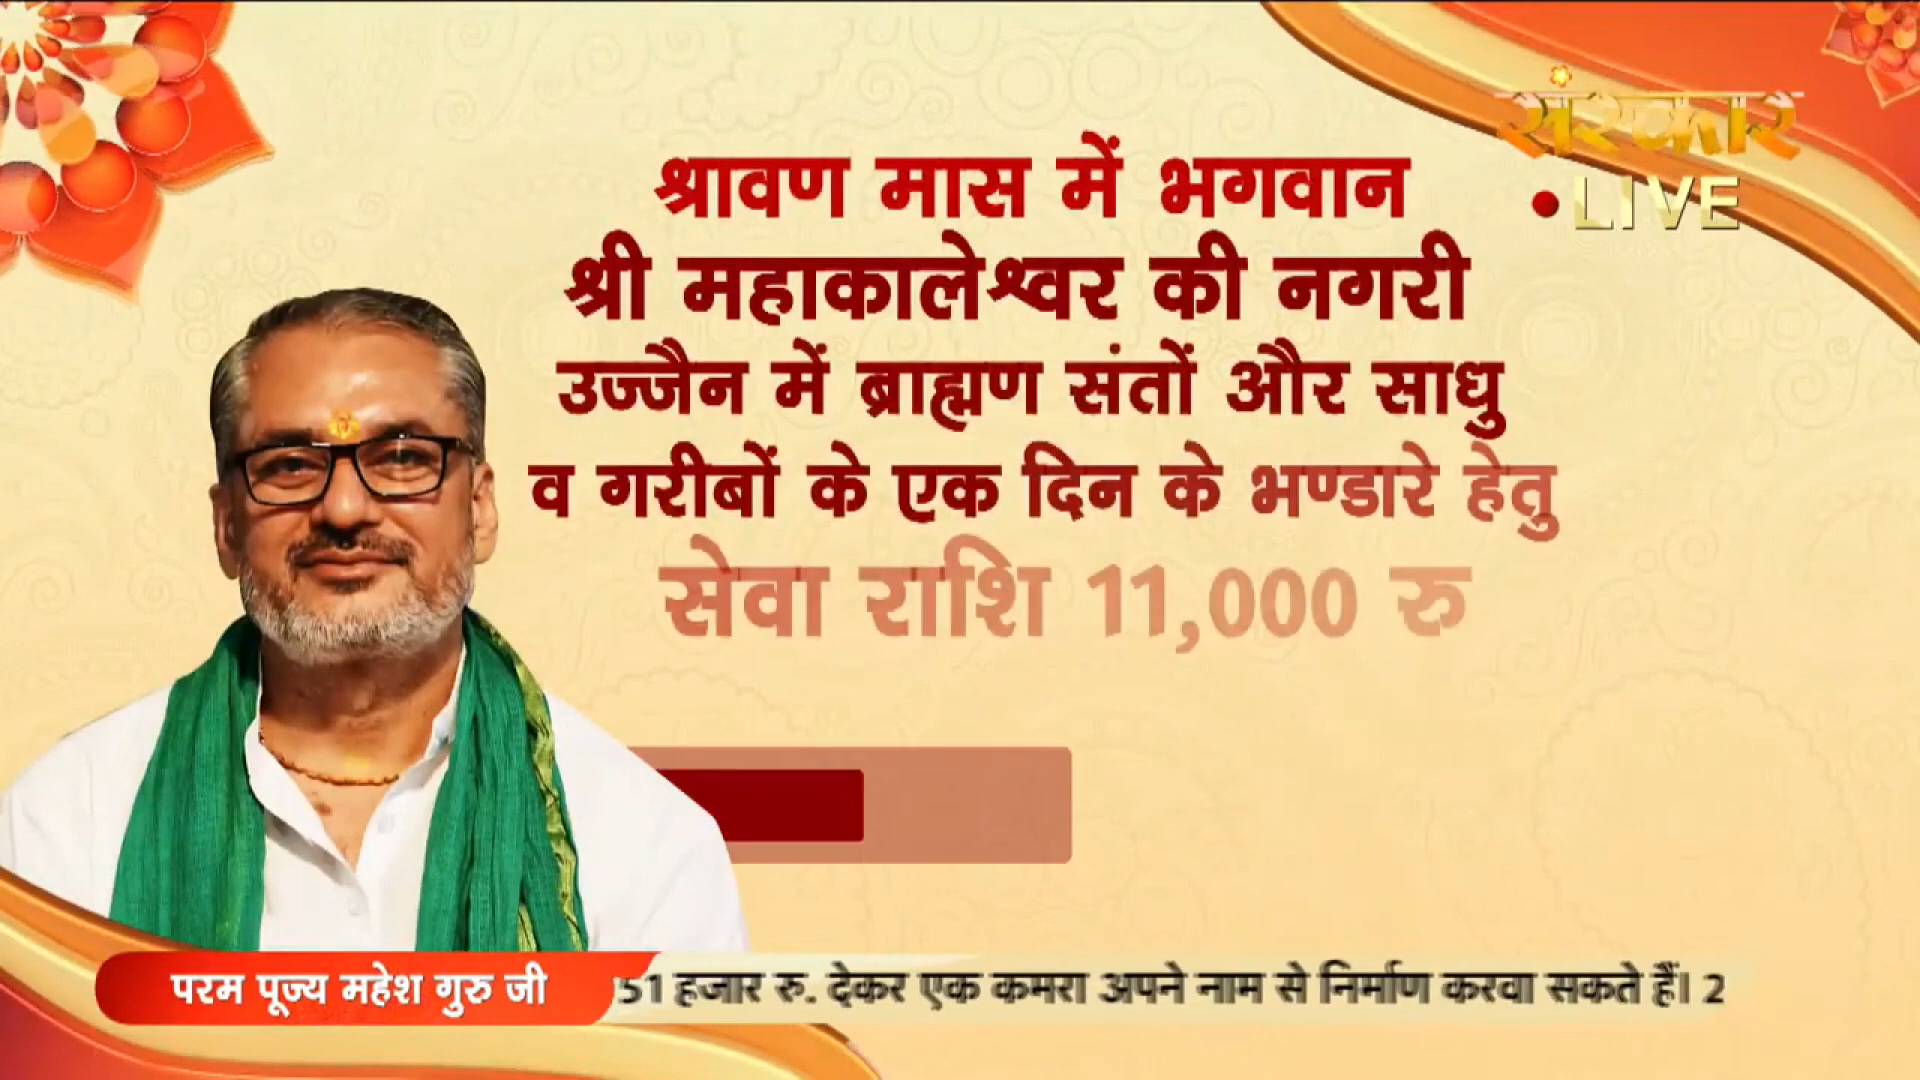 संस्कार
LIVE
श्रावण मास में भगवान
श्री महाकालेश्वर की नगरी
उज्जैन में ब्राह्मण संतों और साधु
व गरीबों के एक दिन के भण्डारे हेतु
सेवा राशि 11,000 रु
परम पूज्य महेश गुरु जी
51 हजार रु. देकर एक कमरा अपने नाम से निर्माण करवा सकते हैं। 2